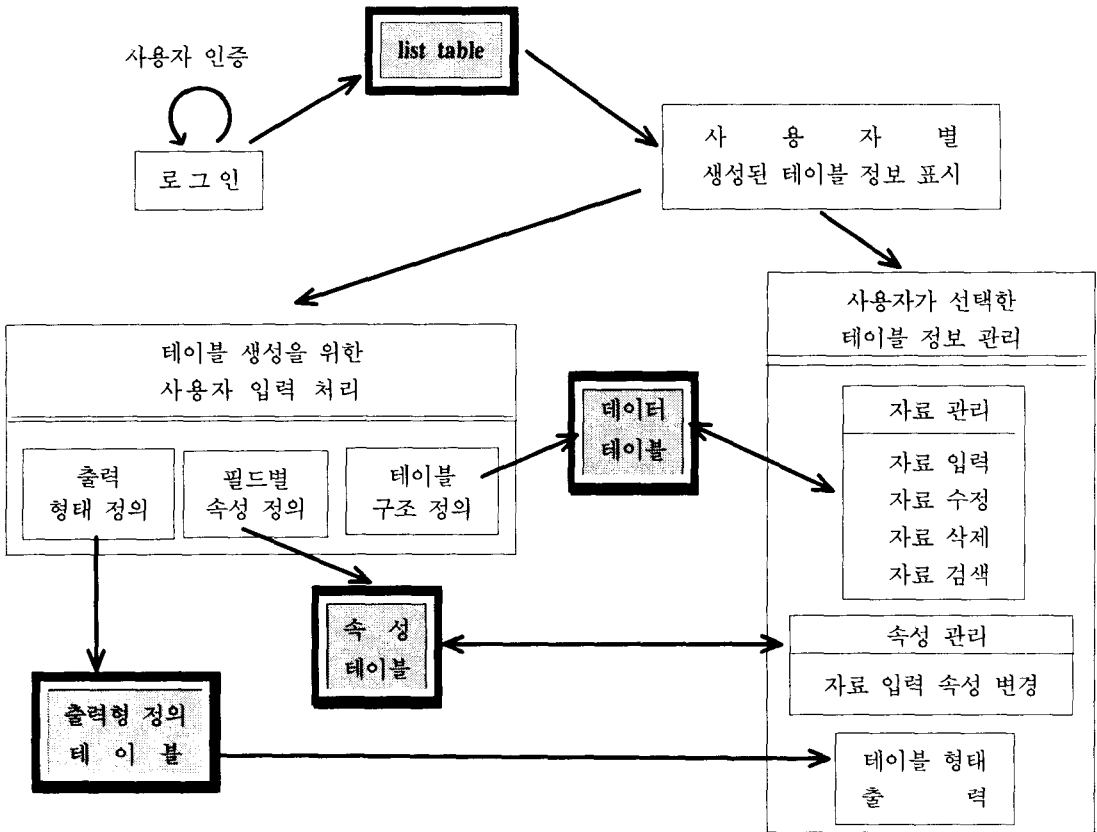 사용자 인증
list table
로그인
사 용 자 별
생성된 테이블 정보 표시
테이블 생성을 위한
사용자 입력 처리
출력
형태 정의
필드별
속성 정의
테이블
구조 정의
데이터
테이블
속 성
테이블
출력형 정의
테 이 블
사용자가 선택한
테이블 정보 관리
자료 관리
자료 입력
자료 수정
자료 삭제
자료 검색
속성 관리
자료 입력 속성 변경
테이블 형태
출 력